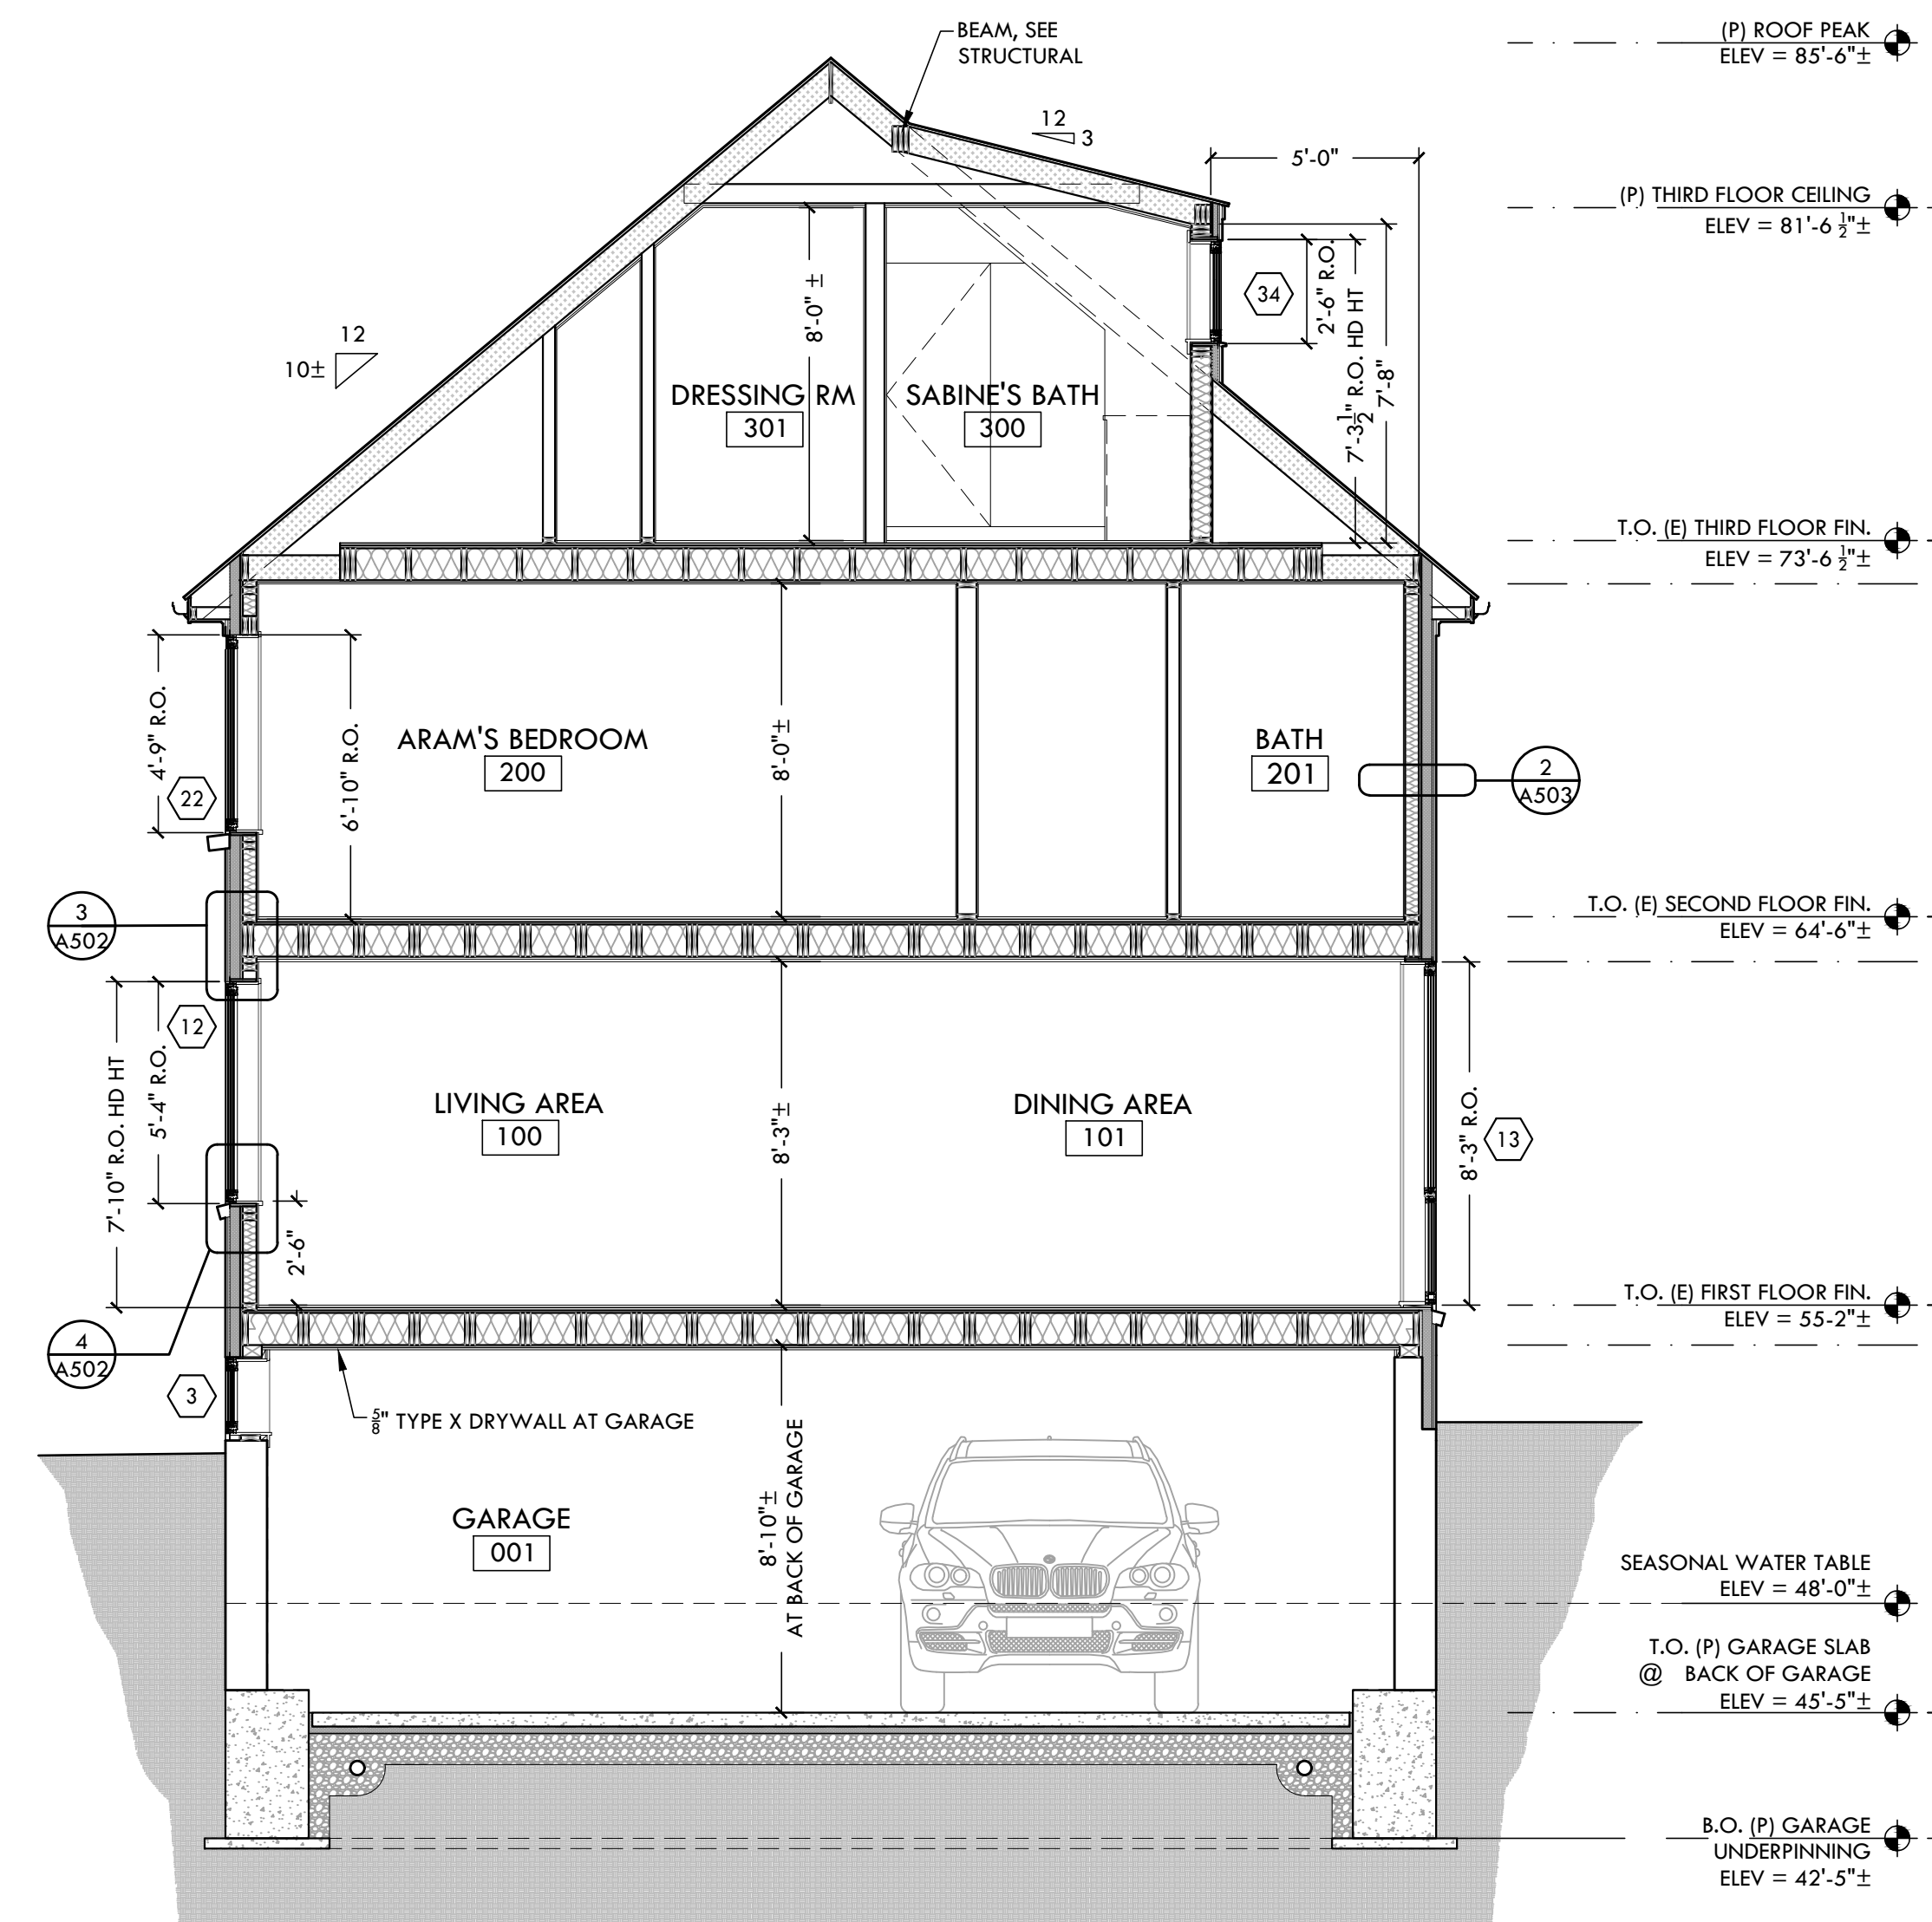 BEAM, SEE
STRUCTURAL
(P) ROOF PEAK
ELEV = 85'-6"±
12
3
5'-0"
(P) THIRD FLOOR CEILING
ELEV = 81'-6 1/2"±
34
2'-6" R.O.
7'-3 1/2" R.O. HD HT
7'-8"
8'-0" ±
12
10±
DRESSING RM
301
SABINE'S BATH
300
T.O. (E) THIRD FLOOR FIN.
ELEV = 73'-6 1/2"±
4'-9" R.O.
22
6'-10" R.O.
ARAM'S BEDROOM
200
8'-0"±
BATH
201
2
A503
3
A502
T.O. (E) SECOND FLOOR FIN.
ELEV = 64'-6"±
12
7'-10" R.O. HD HT
5'-4" R.O.
LIVING AREA
100
8'-3"±
DINING AREA
101
8'-3" R.O.
13
2'-6"
T.O. (E) FIRST FLOOR FIN.
ELEV = 55-2"±
4
A502
3
5/8" TYPE X DRYWALL AT GARAGE
GARAGE
001
8'-10"±
AT BACK OF GARAGE
SEASONAL WATER TABLE
ELEV = 48'-0"±
T.O. (P) GARAGE SLAB
@ BACK OF GARAGE
ELEV = 45'-5"±
B.O. (P) GARAGE
UNDERPINNING
ELEV = 42'-5"±